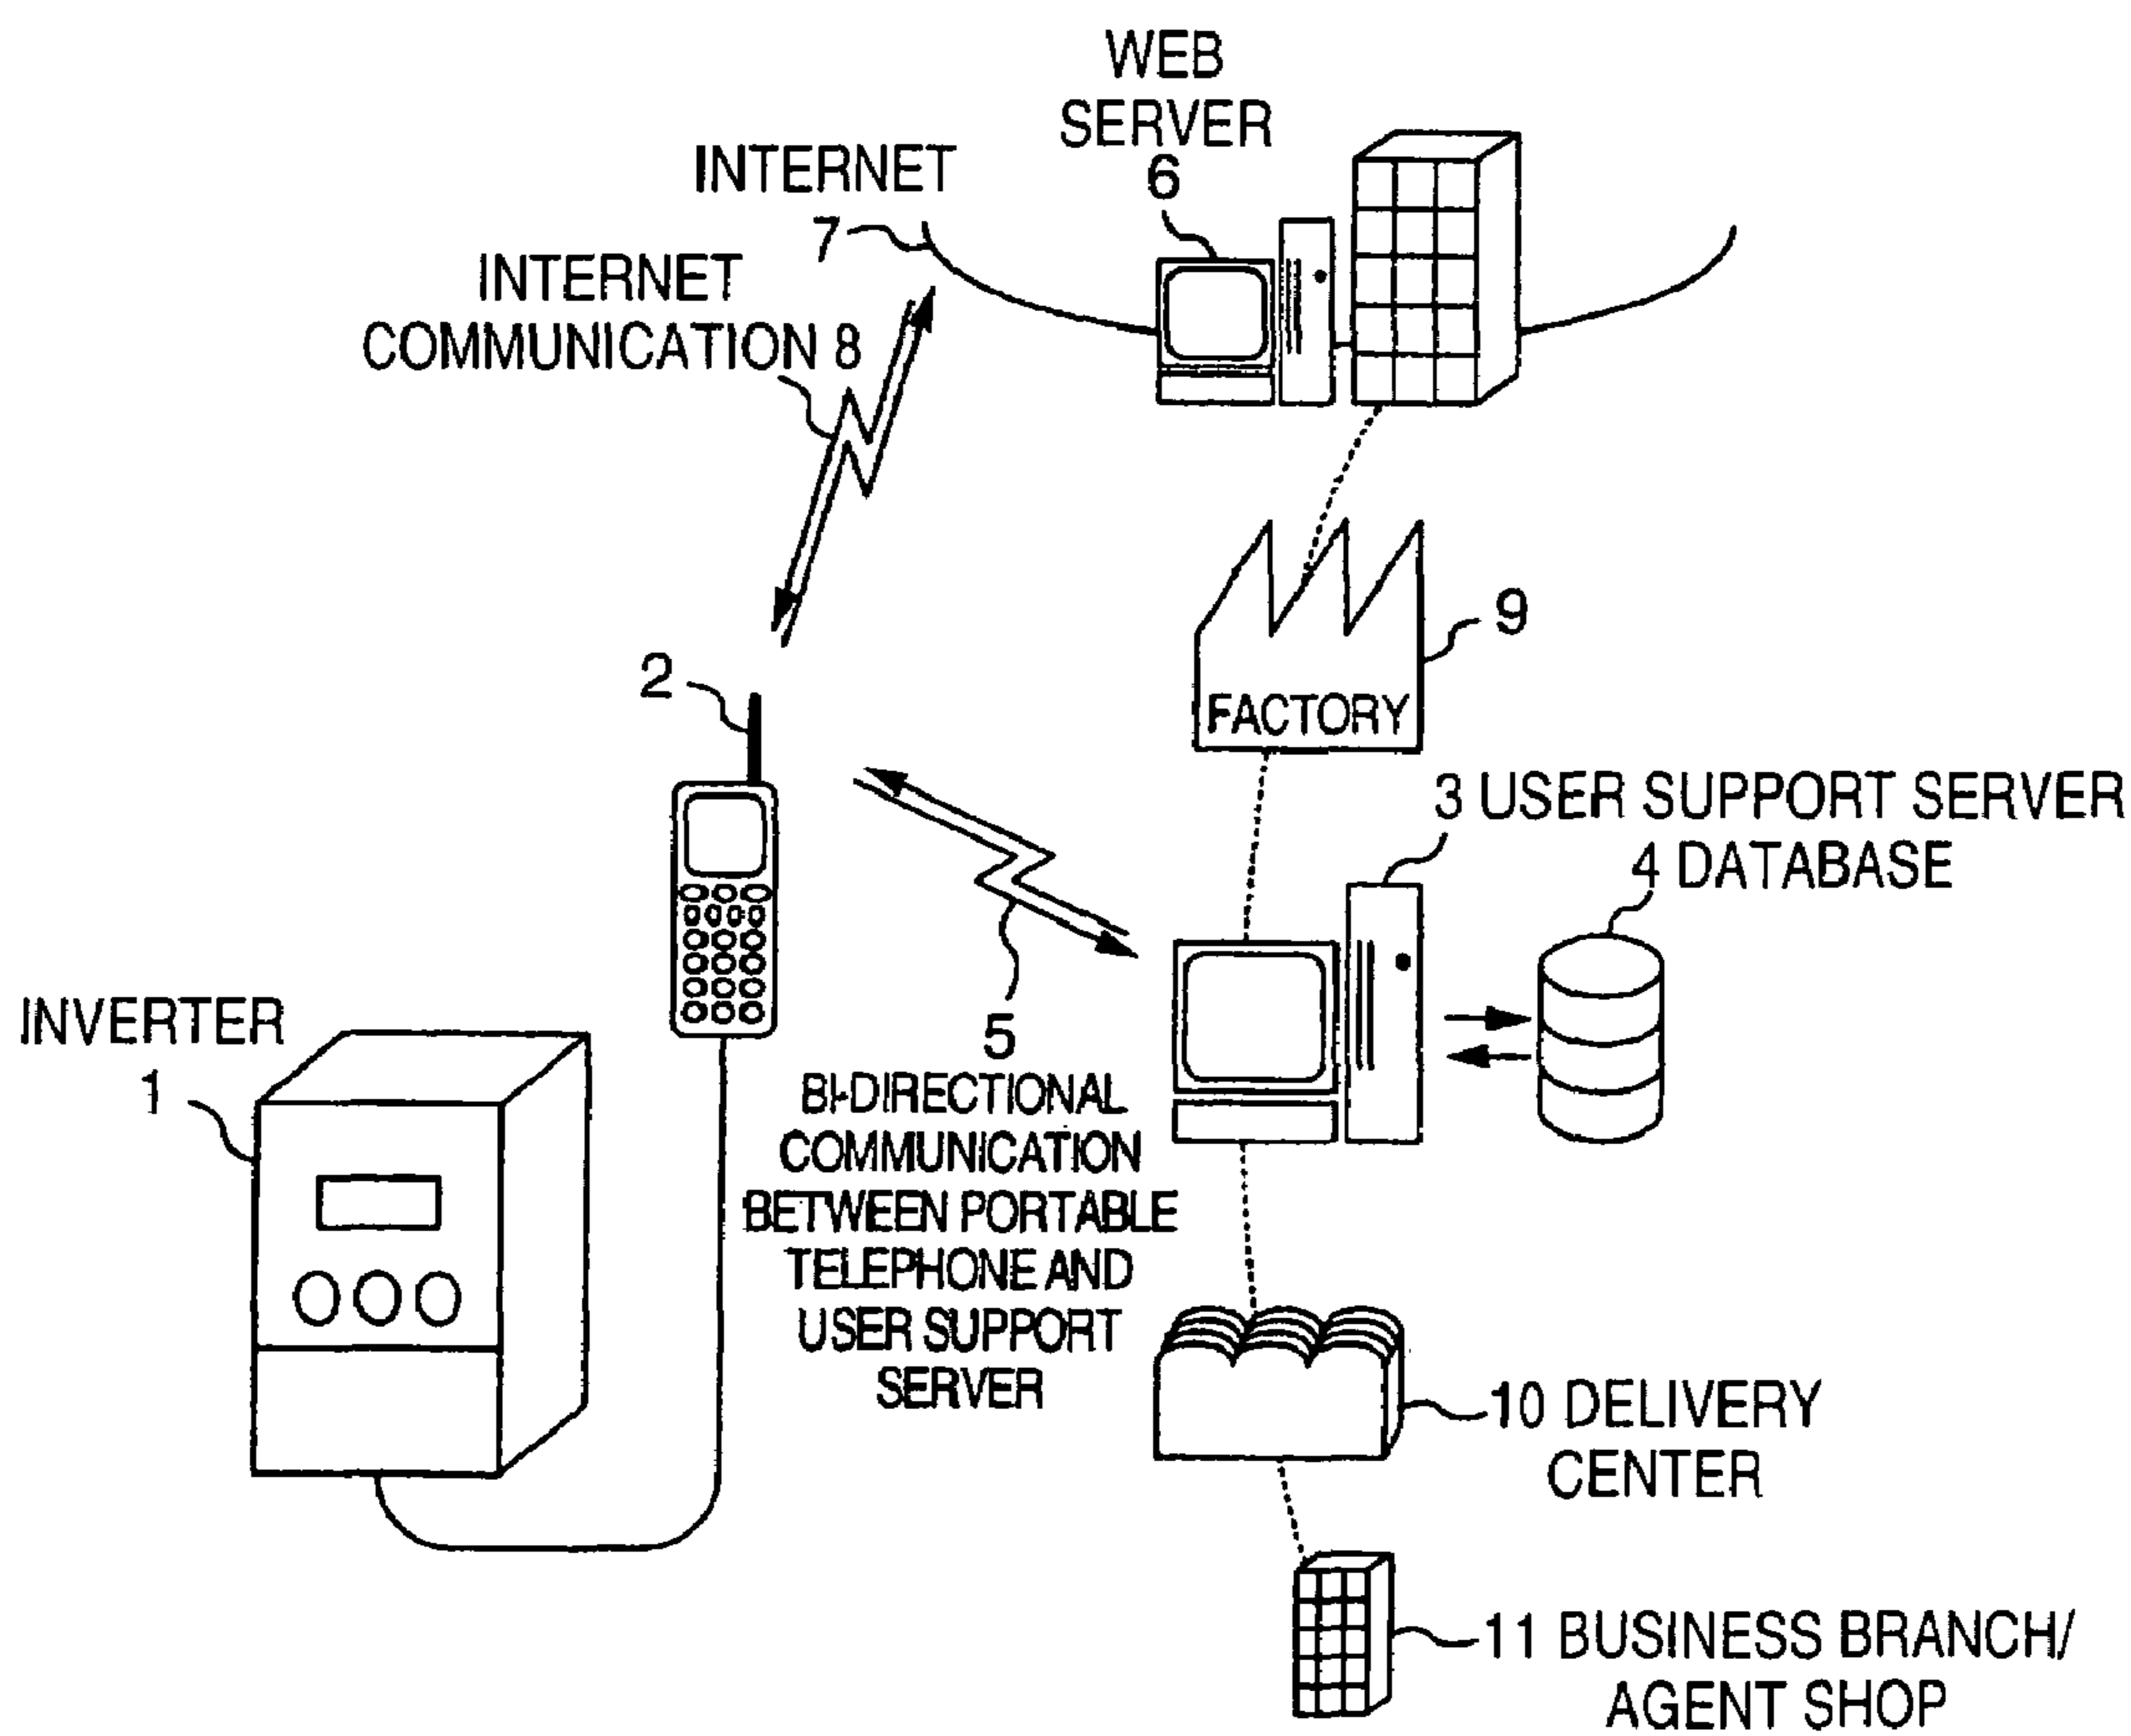 WEB
SERVER
6
INTERNET
7
INTERNET
COMMUNICATION 8
2
9
FACTORY
3 USER SUPPORT SERVER
4 DATABASE
INVERTER
1
5
BI-DIRECTIONAL
COMMUNICATION
BETWEEN PORTABLE
TELEPHONE AND
USER SUPPORT
SERVER
10 DELIVERY
CENTER
11 BUSINESS BRANCH/
AGENT SHOP